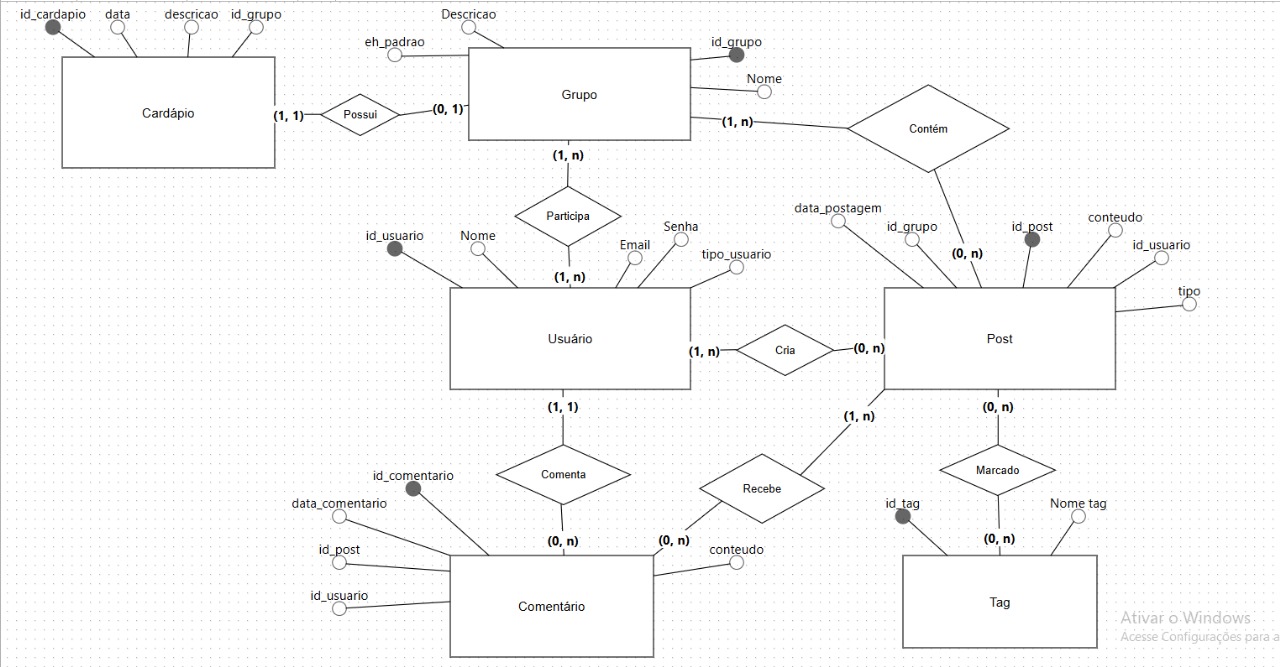 id_cardapio
data
descricao
id_grupo
Cardápio
(1, 1)
Possui
(0, 1)
Descricao
eh_padrao
id_grupo
Nome
Grupo
(1, n)
Contém
(1, n)
Participa
(1, n)
(0, n)
id_usuario
Nome
Email
Senha
tipo_usuario
Usuário
(1, n)
Cria
(0, n)
data_postagem
id_grupo
id_post
conteudo
id_usuario
tipo
Post
(1, 1)
Comenta
(0, n)
(1, n)
Recebe
(0, n)
(0, n)
Marcado
(0, n)
id_comentario
data_comentario
id_post
id_usuario
conteudo
Comentário
id_tag
Nome tag
Tag
Ativar o Windows
Acesse Configurações para a